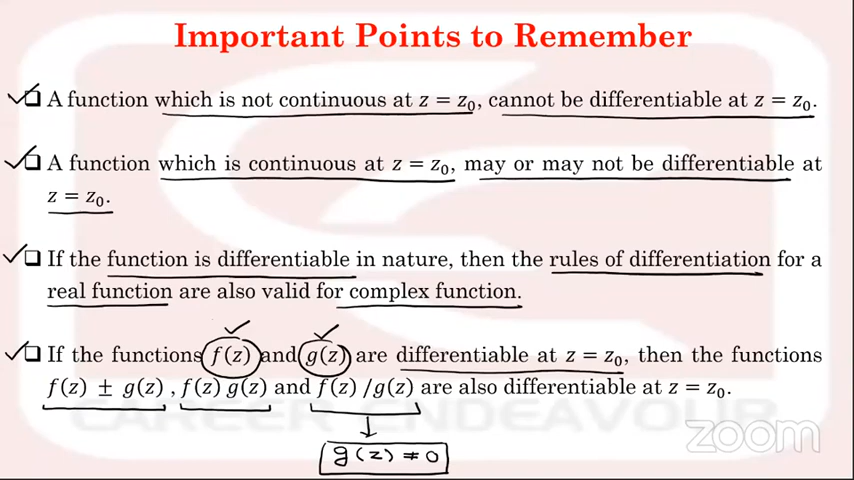 Important Points to Remember
A function which is not continuous at z = z₀, cannot be differentiable at z = z₀.
A function which is continuous at z = z₀, may or may not be differentiable at
z = z₀.
If the function is differentiable in nature, then the rules of differentiation for a
real function are also valid for complex function.
If the functions f(z) and g(z) are differentiable at z = z₀, then the functions
f(z) ± g(z) , f(z) g(z) and f(z) /g(z) are also differentiable at z = z₀.
CAREER ENDEAVOUR
zoom
g(z) ≠ 0